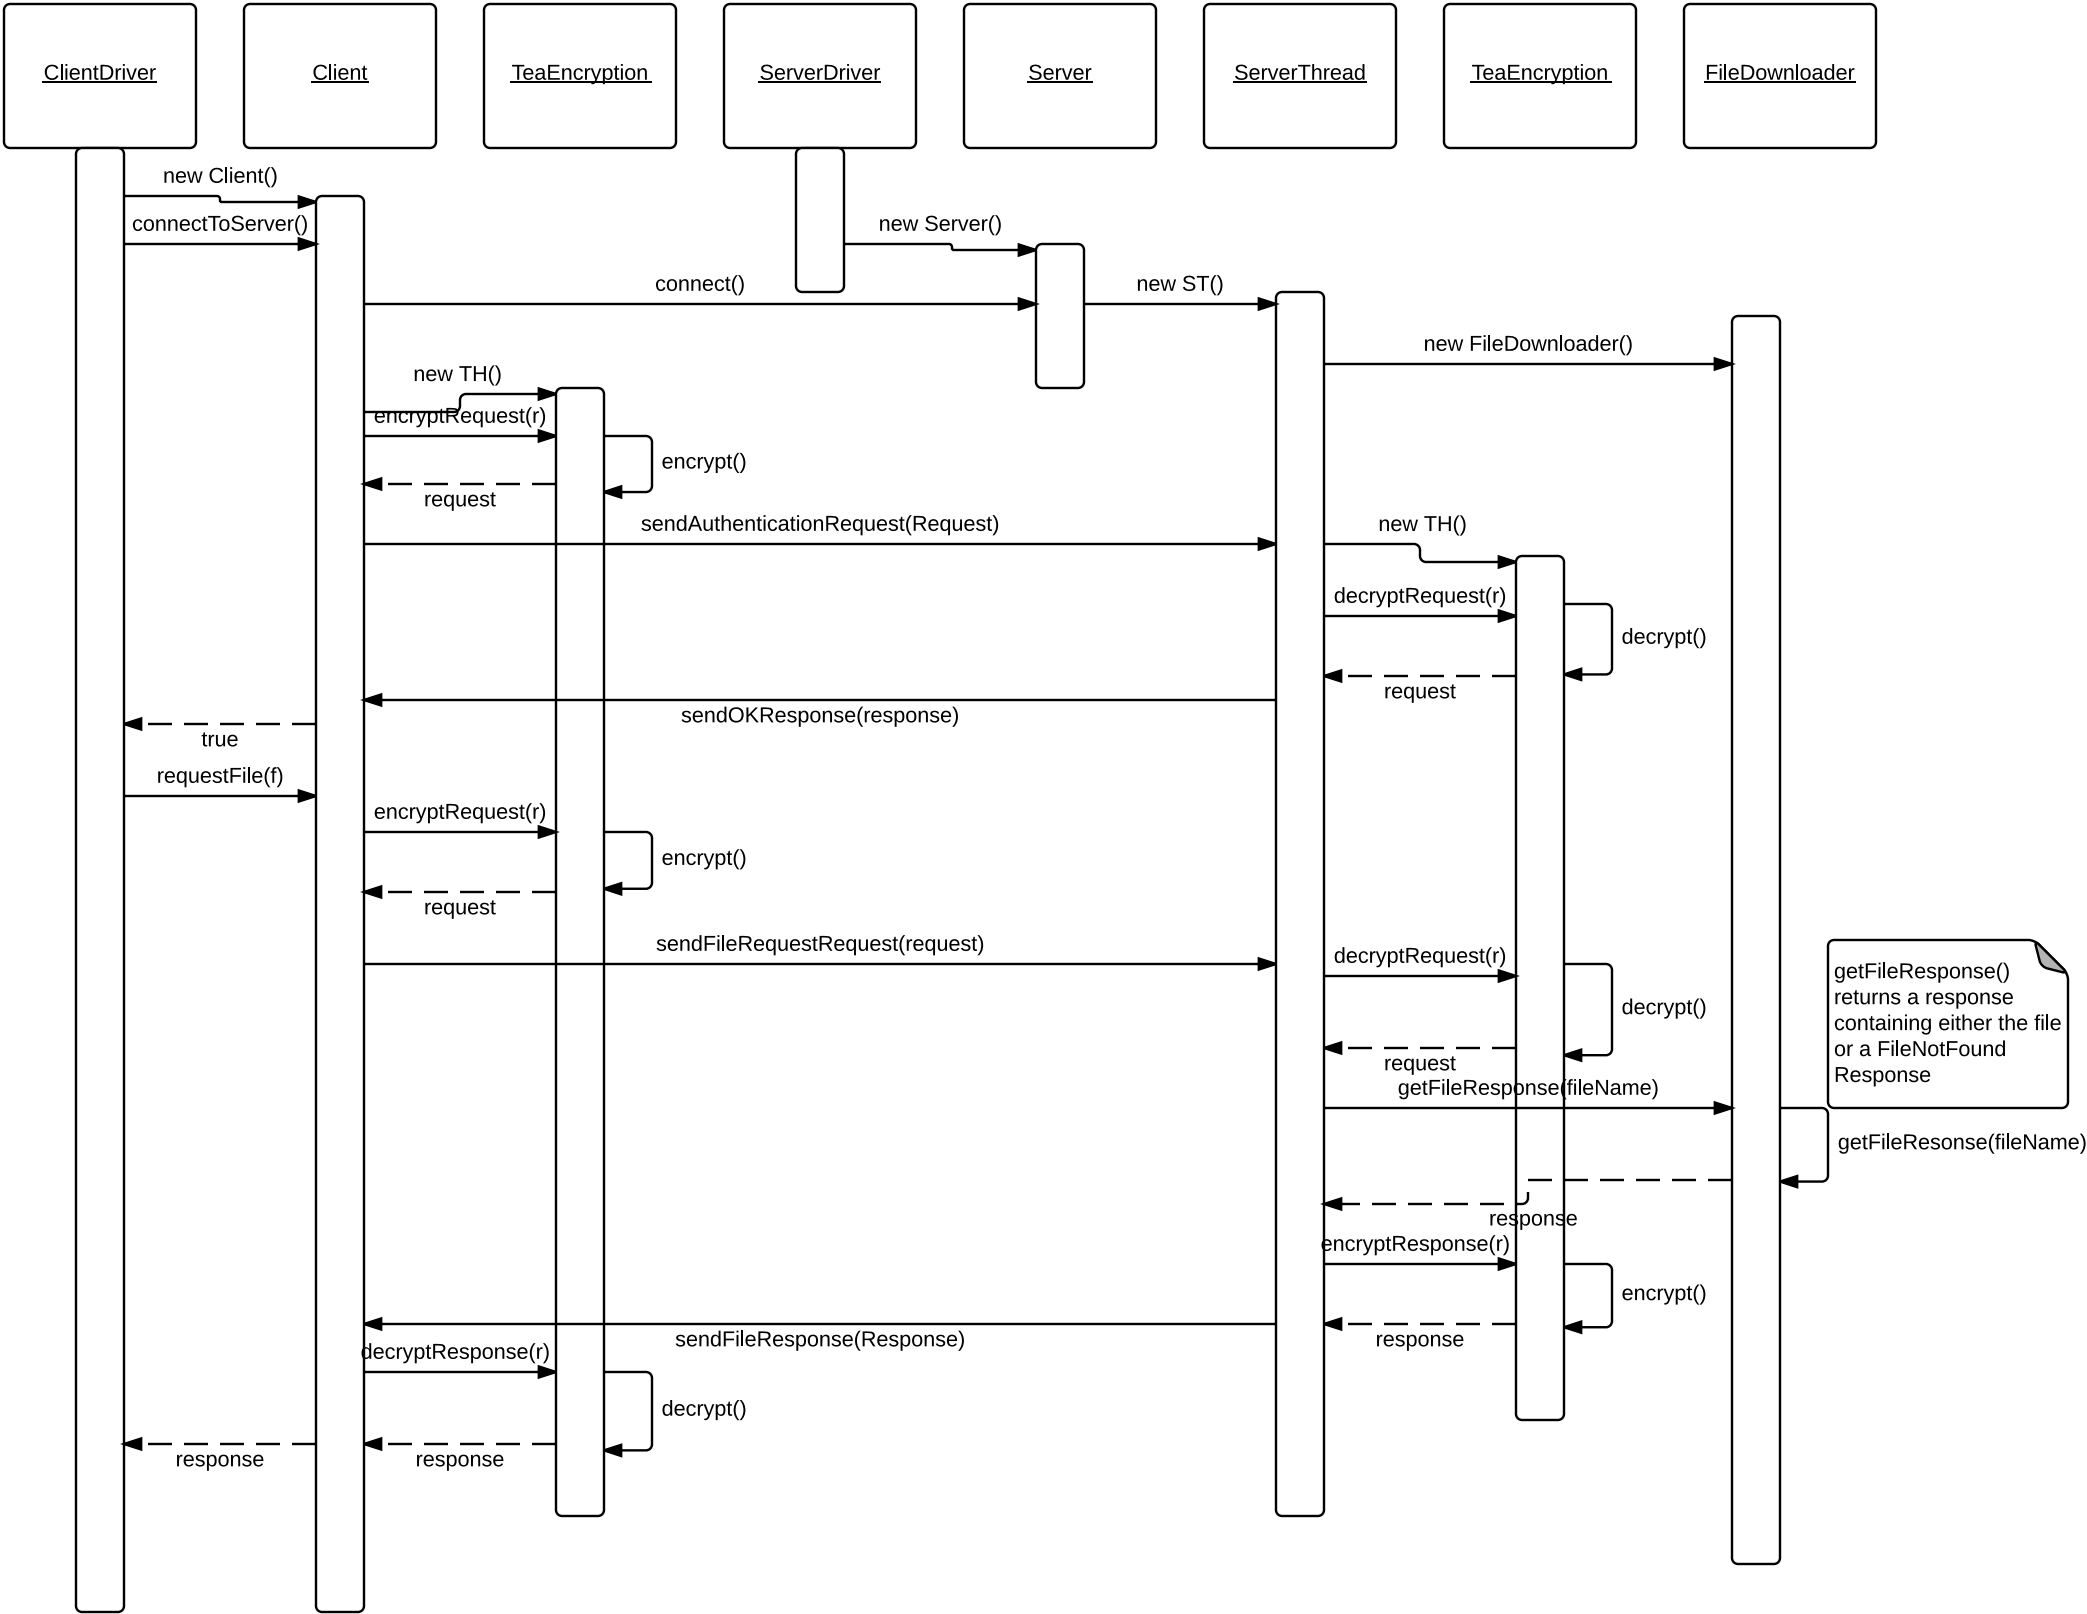 ClientDriver
Client
TeaEncryption
ServerDriver
Server
ServerThread
TeaEncryption
FileDownloader
new Client()
connectToServer()
new Server()
connect()
new ST()
new FileDownloader()
new TH()
encryptRequest(r)
encrypt()
request
sendAuthenticationRequest(Request)
new TH()
decryptRequest(r)
decrypt()
request
sendOKResponse(response)
true
requestFile(f)
encryptRequest(r)
encrypt()
request
sendFileRequestRequest(request)
decryptRequest(r)
getFileResponse()
returns a response
containing either the file
or a FileNotFound
Response
decrypt()
request
getFileResponse(fileName)
getFileResonse(fileName)
response
encryptResponse(r)
encrypt()
sendFileResponse(Response)
response
decryptResponse(r)
decrypt()
response
response